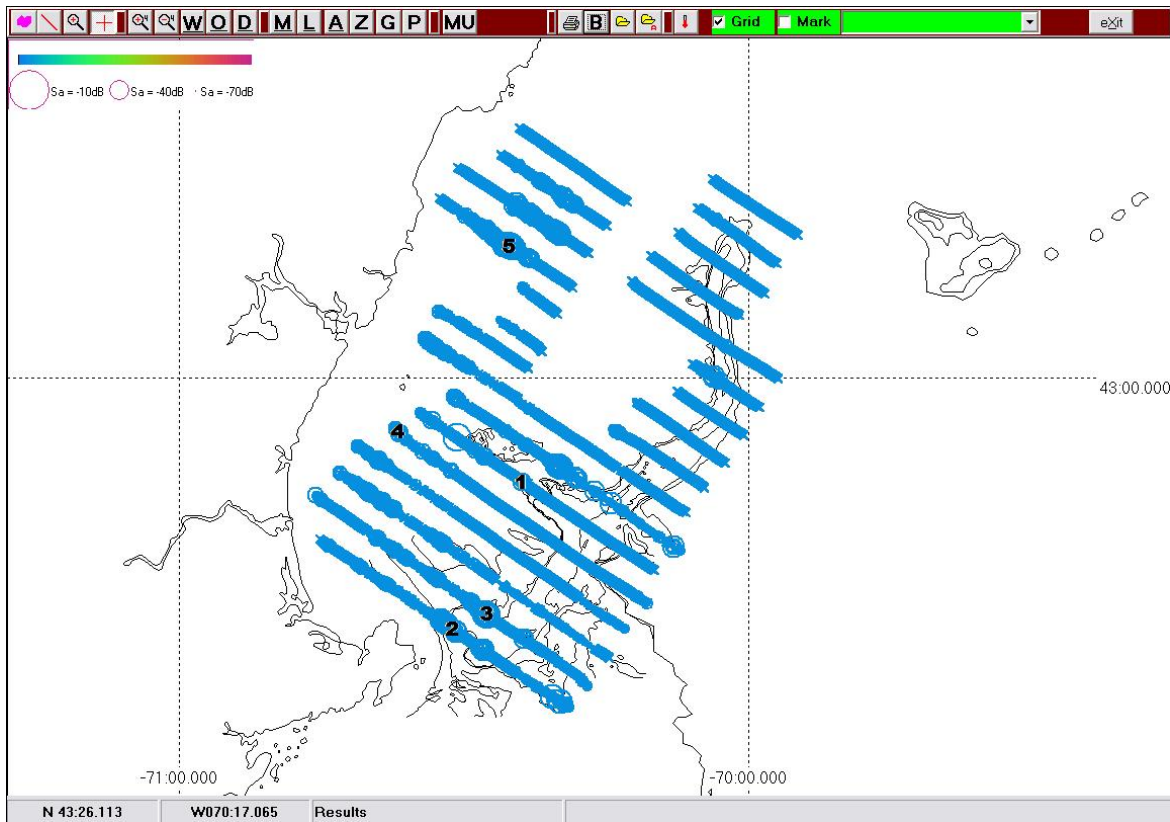 W O D M L A Z G P MU B Grid Mark eXit
Sa = -10dB Sa = -40dB Sa = -70dB
5
43:00.000
4
1
3
2
-71:00.000 -70:00.000
N 43:26.113 W070:17.065 Results